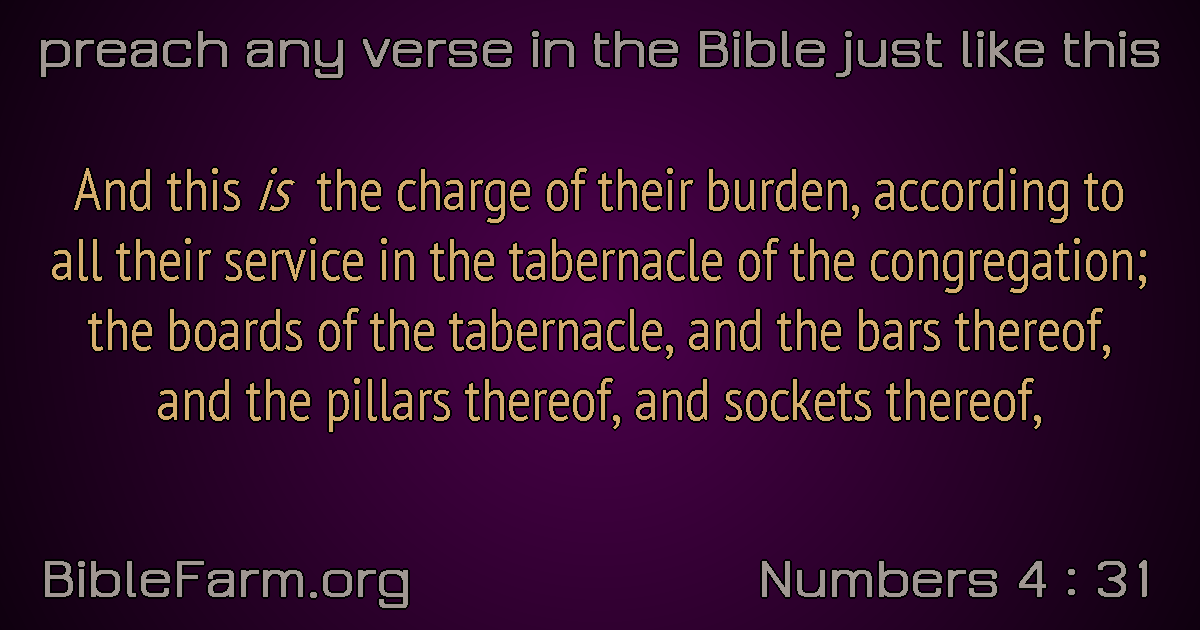 preach any verse in the Bible just like this
And this is the charge of their burden, according to
all their service in the tabernacle of the congregation;
the boards of the tabernacle, and the bars thereof,
and the pillars thereof, and sockets thereof,
BibleFarm.org
Numbers 4 : 31